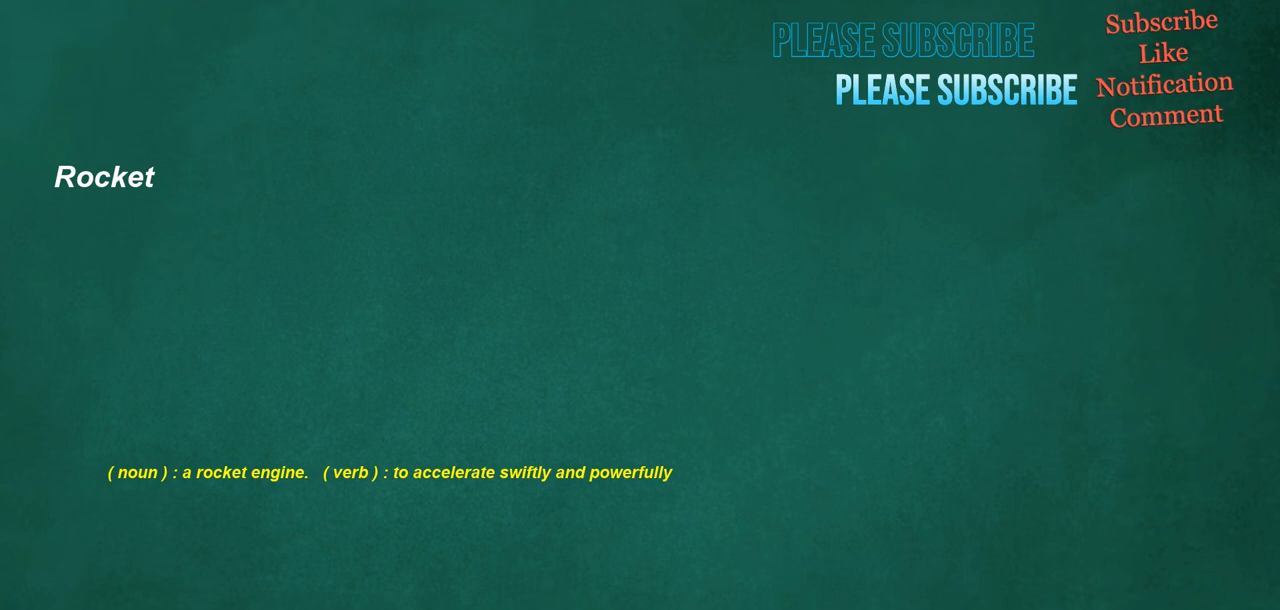 PLEASE SUBSCRIBE
PLEASE SUBSCRIBE
Subscribe
Like
Notification
Comment
Rocket
( noun ) : a rocket engine.   ( verb ) : to accelerate swiftly and powerfully